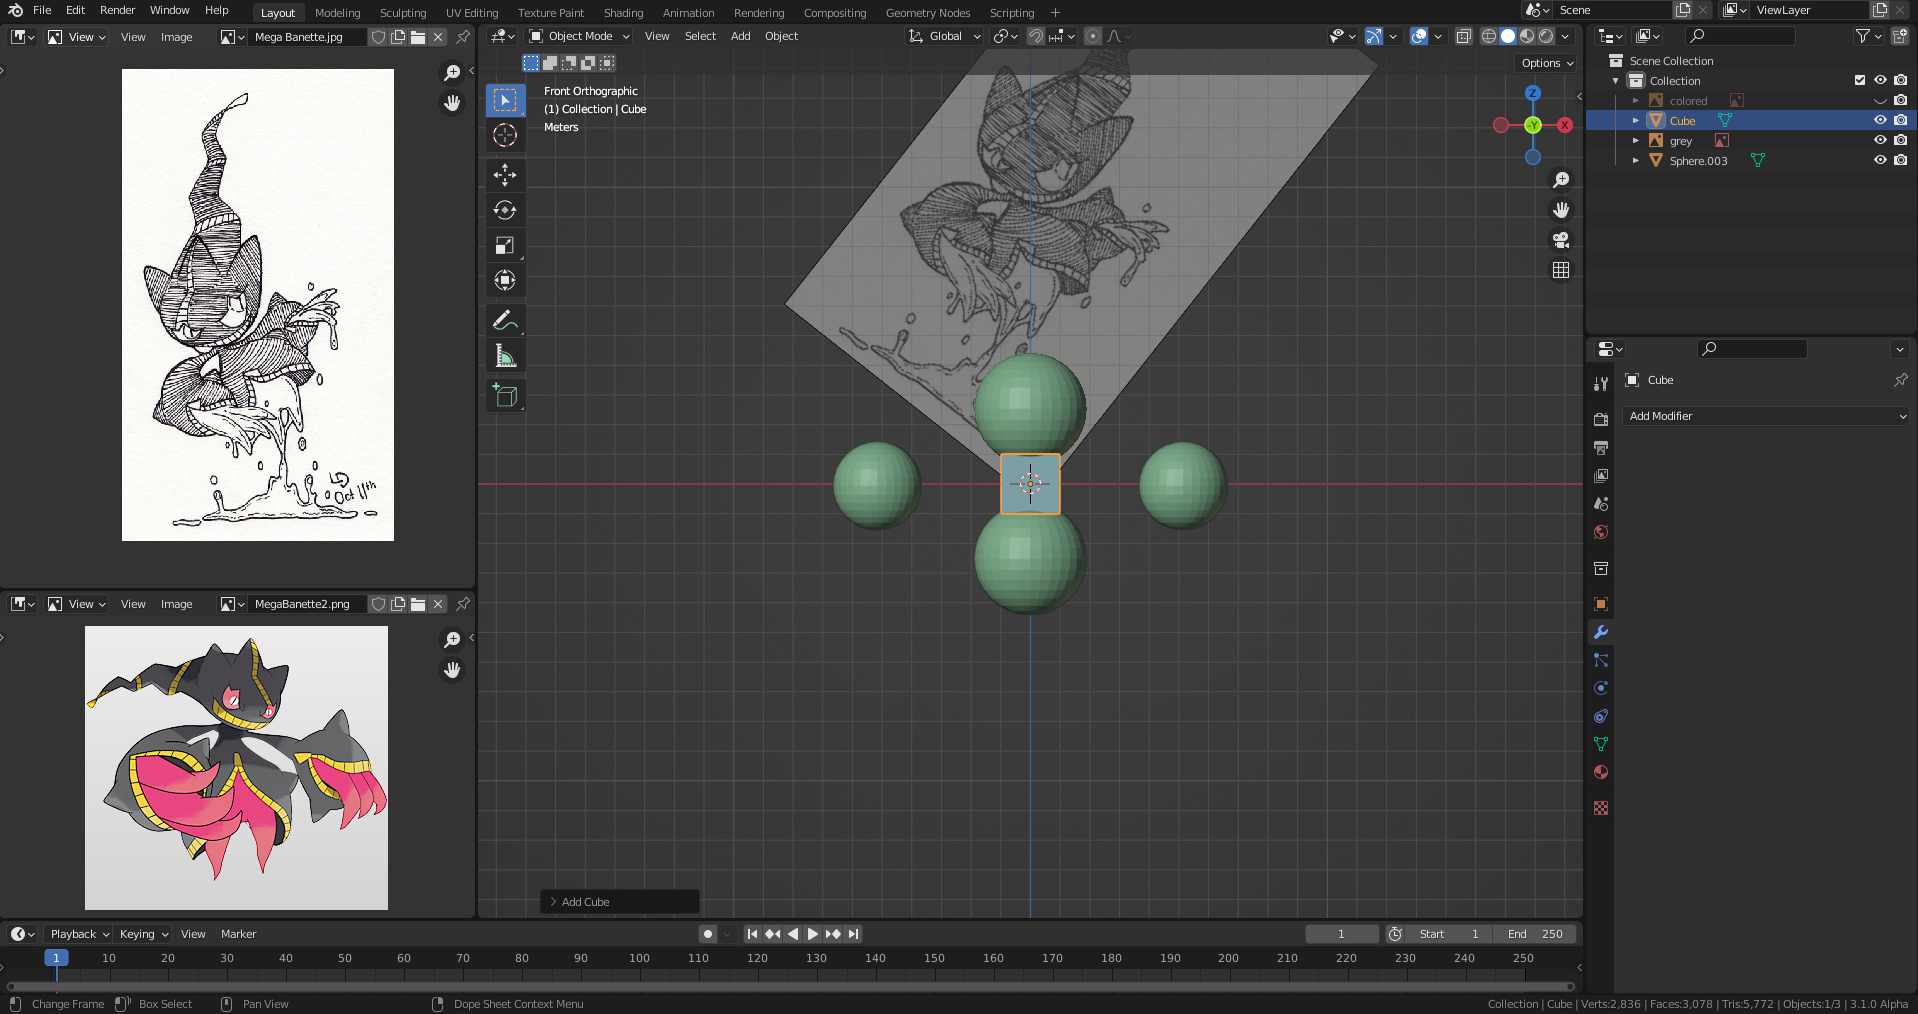 File Edit Render Window Help
Layout Modeling Sculpting UV Editing Texture Paint Shading Animation Rendering Compositing Geometry Nodes Scripting +
Scene
ViewLayer
View View Image Mega Banette.jpg
Object Mode View Select Add Object Global
Options
Front Orthographic
(1) Collection | Cube
Meters
Z
-Y
X
Scene Collection
Collection
colored
Cube
grey
Sphere.003
Cube
Add Modifier
LD
Oct 11th
View View Image MegaBanette2.png
Add Cube
Playback Keying View Marker
1
Start 1
End 250
1 10 20 30 40 50 60 70 80 90 100 110 120 130 140 150 160 170 180 190 200 210 220 230 240 250
Change Frame Box Select Pan View Dope Sheet Context Menu
Collection | Cube | Verts:2,836 | Faces:3,078 | Tris:5,772 | Objects:1/3 | 3.1.0 Alpha